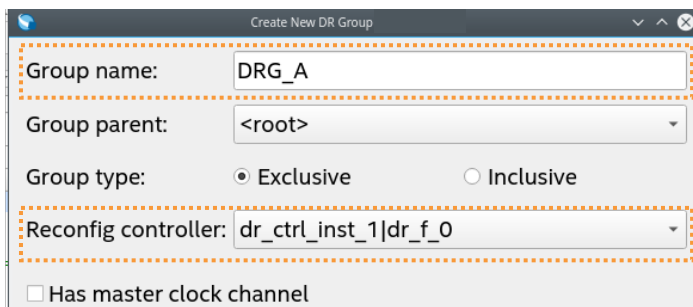 Create New DR Group
Group name: DRG_A
Group parent: <root>
Group type: Exclusive Inclusive
Reconfig controller: dr_ctrl_inst_1|dr_f_0
Has master clock channel